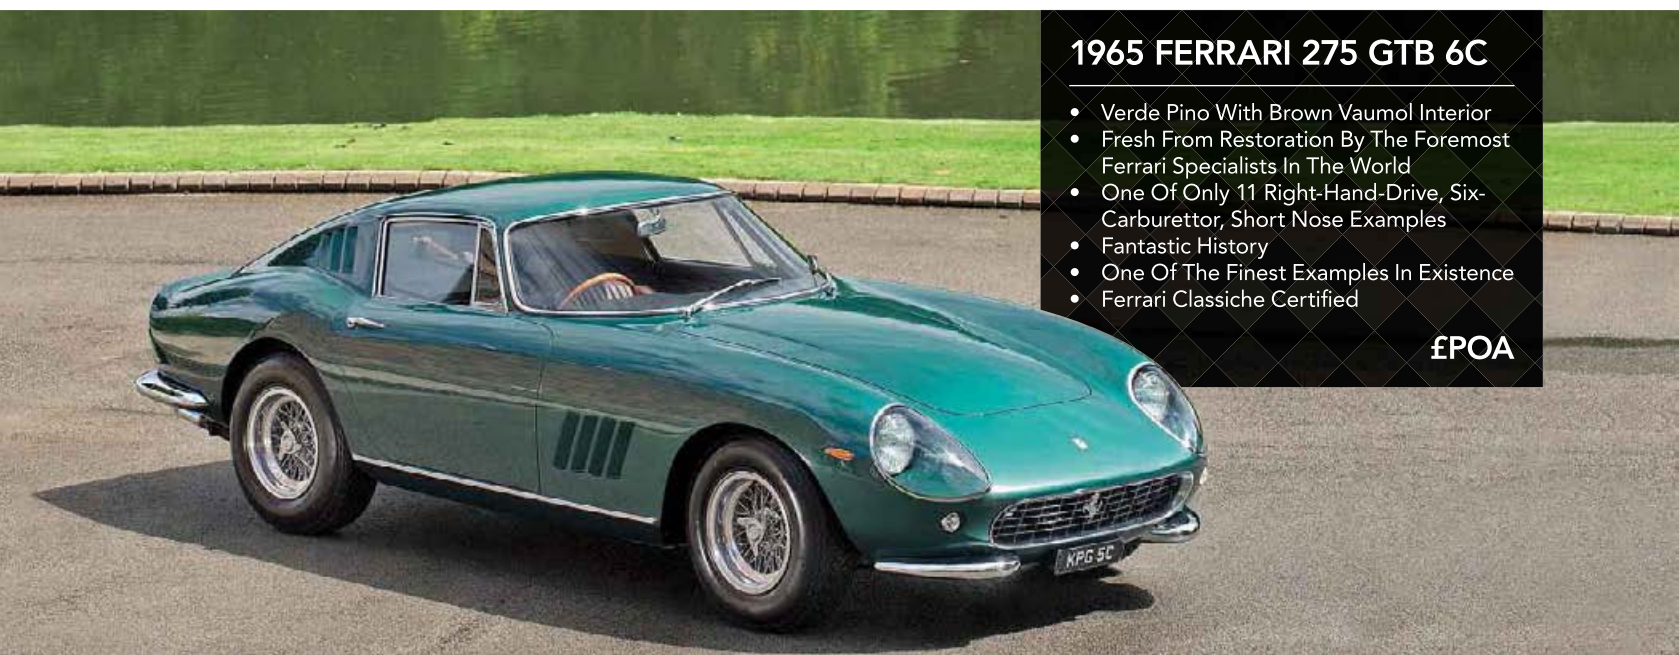 1965 FERRARI 275 GTB 6C
• Verde Pino With Brown Vaumol Interior
• Fresh From Restoration By The Foremost
Ferrari Specialists In The World
• One Of Only 11 Right-Hand-Drive, Six-
Carburettor, Short Nose Examples
• Fantastic History
• One Of The Finest Examples In Existence
• Ferrari Classiche Certified
£POA
KPG 5C